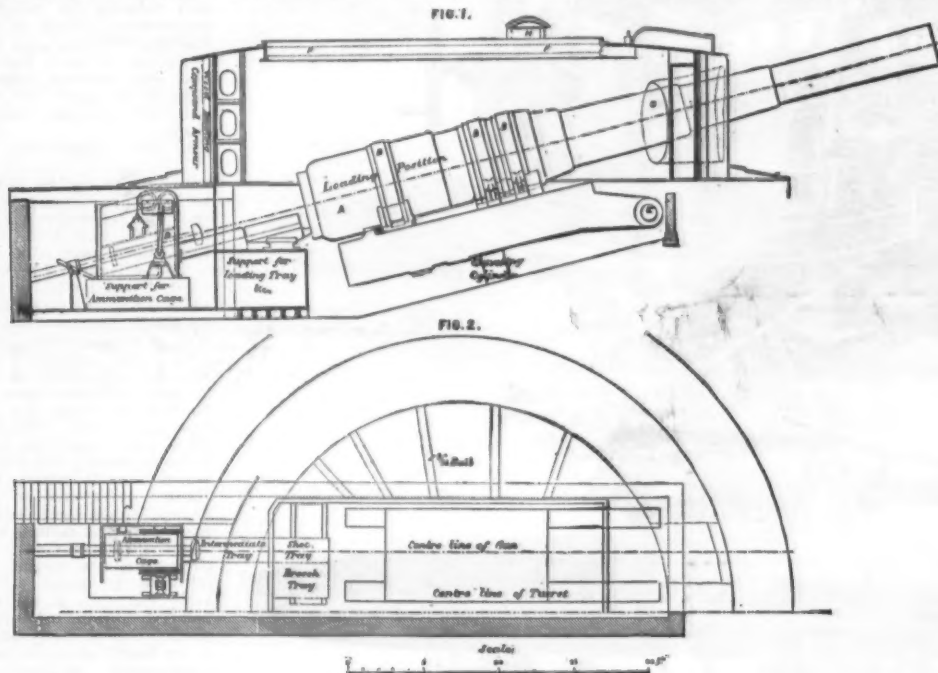 FIG.1.
H
F
F
Compound Armour
G
B
B
B
Loading Position
A
Support for
Loading Tray
Support for
Ammunition Cage
FIG.2.
Ammunition
Cage
Intermediate
Tray
Shot
Tray
Breech
Tray
Centre line of Gun
Centre line of Turret
Scale